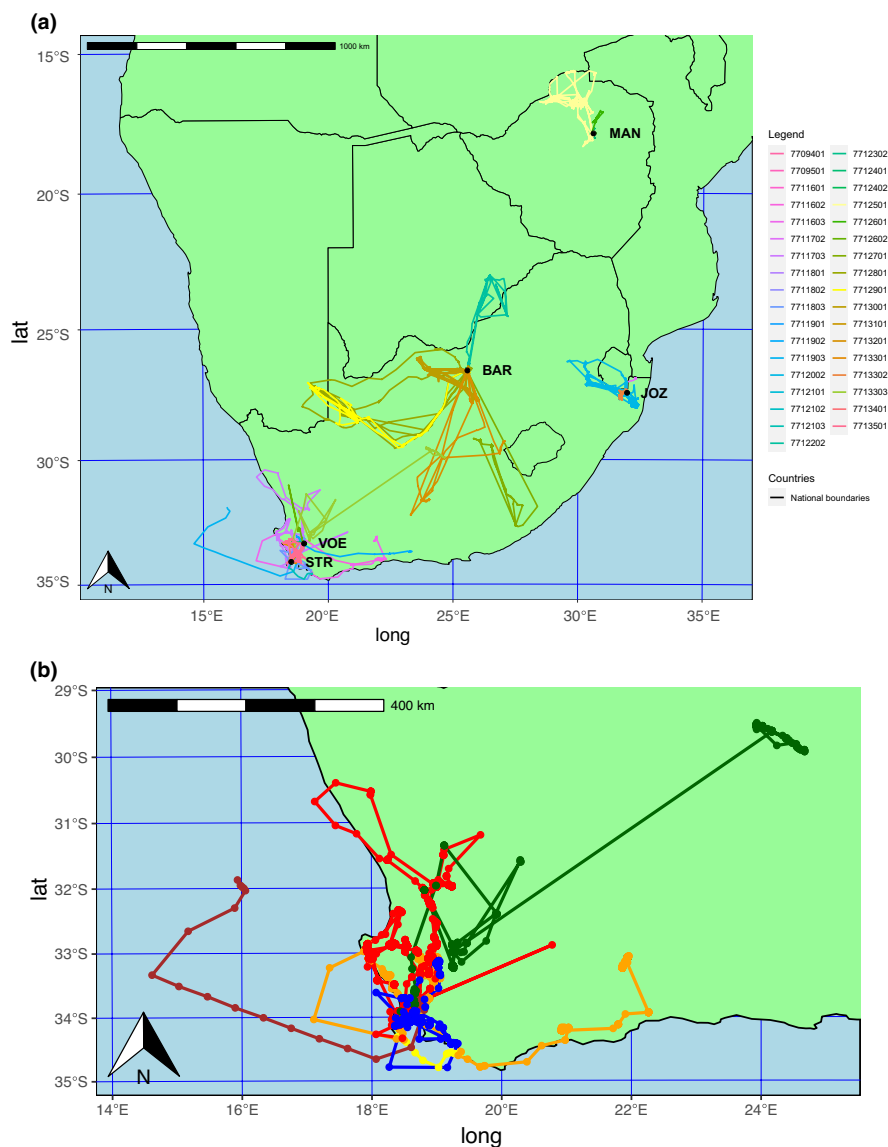 (a)
1000 km
15°S
20°S
25°S
30°S
35°S
lat
MAN
BAR
JOZ
VOE
STR
N
15°E 20°E 25°E 30°E 35°E
long
Legend
7709401 7712302
7709501 7712401
7711601 7712402
7711602 7712501
7711603 7712601
7711702 7712602
7711703 7712701
7711801 7712801
7711802 7712901
7711803 7713001
7711901 7713101
7711902 7713201
7711903 7713301
7712002 7713302
7712101 7713303
7712102 7713401
7712103 7713501
7712202
Countries
National boundaries
(b)
400 km
29°S
30°S
31°S
32°S
33°S
34°S
35°S
lat
N
14°E 16°E 18°E 20°E 22°E 24°E
long